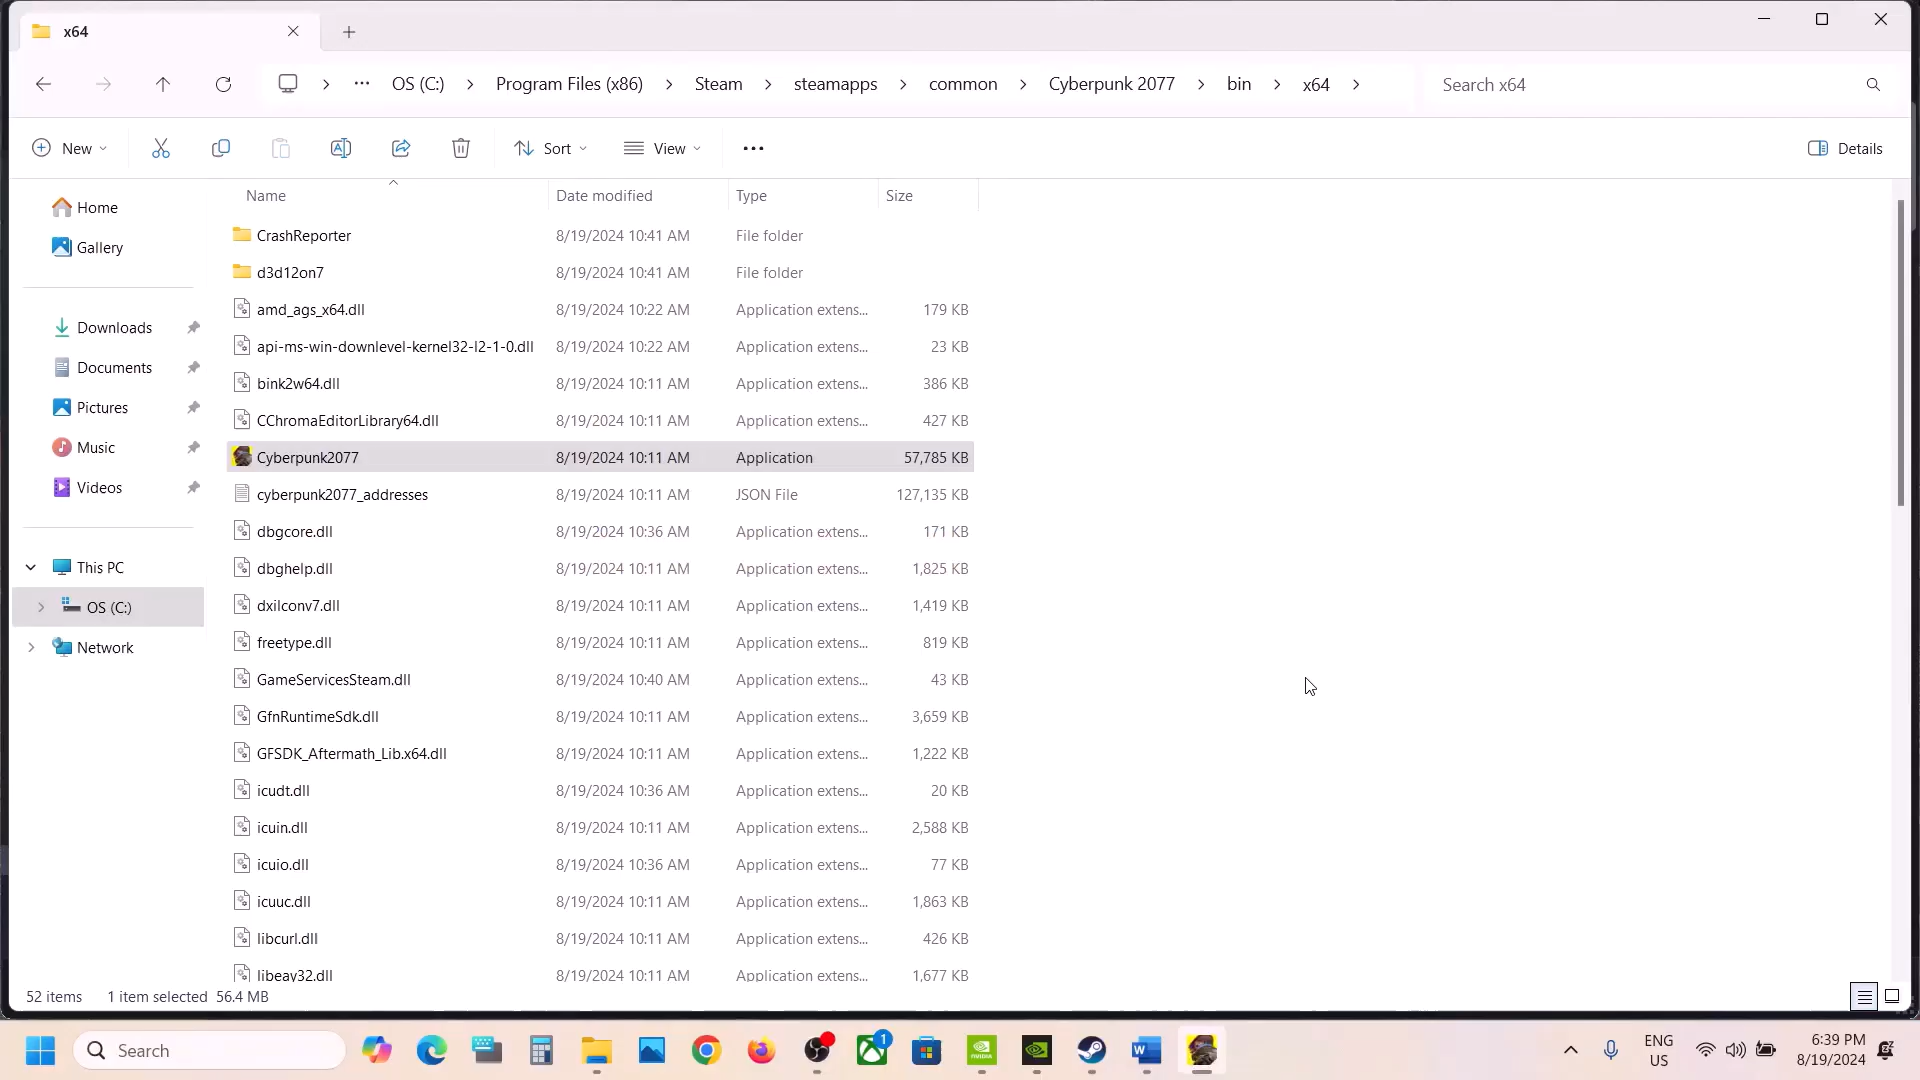 x64
OS (C:)
Program Files (x86)
Steam
steamapps
common
Cyberpunk 2077
bin
x64
Search x64
New
Sort
View
Details
Name
Date modified
Type
Size
Home
Gallery
Downloads
Documents
Pictures
Music
Videos
This PC
OS (C:)
Network
CrashReporter 8/19/2024 10:41 AM File folder
d3d12on7 8/19/2024 10:41 AM File folder
amd_ags_x64.dll 8/19/2024 10:22 AM Application extens... 179 KB
api-ms-win-downlevel-kernel32-l2-1-0.dll 8/19/2024 10:22 AM Application extens... 23 KB
bink2w64.dll 8/19/2024 10:11 AM Application extens... 386 KB
CChromaEditorLibrary64.dll 8/19/2024 10:11 AM Application extens... 427 KB
Cyberpunk2077 8/19/2024 10:11 AM Application 57,785 KB
cyberpunk2077_addresses 8/19/2024 10:11 AM JSON File 127,135 KB
dbgcore.dll 8/19/2024 10:36 AM Application extens... 171 KB
dbghelp.dll 8/19/2024 10:11 AM Application extens... 1,825 KB
dxilconv7.dll 8/19/2024 10:11 AM Application extens... 1,419 KB
freetype.dll 8/19/2024 10:11 AM Application extens... 819 KB
GameServicesSteam.dll 8/19/2024 10:40 AM Application extens... 43 KB
GfnRuntimeSdk.dll 8/19/2024 10:11 AM Application extens... 3,659 KB
GFSDK_Aftermath_Lib.x64.dll 8/19/2024 10:11 AM Application extens... 1,222 KB
icudt.dll 8/19/2024 10:36 AM Application extens... 20 KB
icuin.dll 8/19/2024 10:11 AM Application extens... 2,588 KB
icuio.dll 8/19/2024 10:36 AM Application extens... 77 KB
icuuc.dll 8/19/2024 10:11 AM Application extens... 1,863 KB
libcurl.dll 8/19/2024 10:11 AM Application extens... 426 KB
libeay32.dll 8/19/2024 10:11 AM Application extens... 1,677 KB
52 items 1 item selected 56.4 MB
Search
1
ENG
US
6:39 PM
8/19/2024